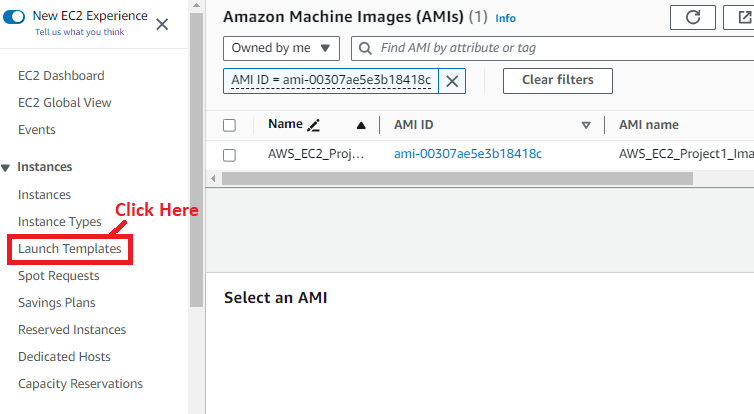 New EC2 Experience
Tell us what you think
EC2 Dashboard
EC2 Global View
Events
Instances
Instances
Instance Types
Click Here
Launch Templates
Spot Requests
Savings Plans
Reserved Instances
Dedicated Hosts
Capacity Reservations
Amazon Machine Images (AMIs) (1) Info
Owned by me
Find AMI by attribute or tag
AMI ID = ami-00307ae5e3b18418c
Clear filters
Name AMI ID AMI name
AWS_EC2_Proj... ami-00307ae5e3b18418c AWS_EC2_Project1_Ima
Select an AMI